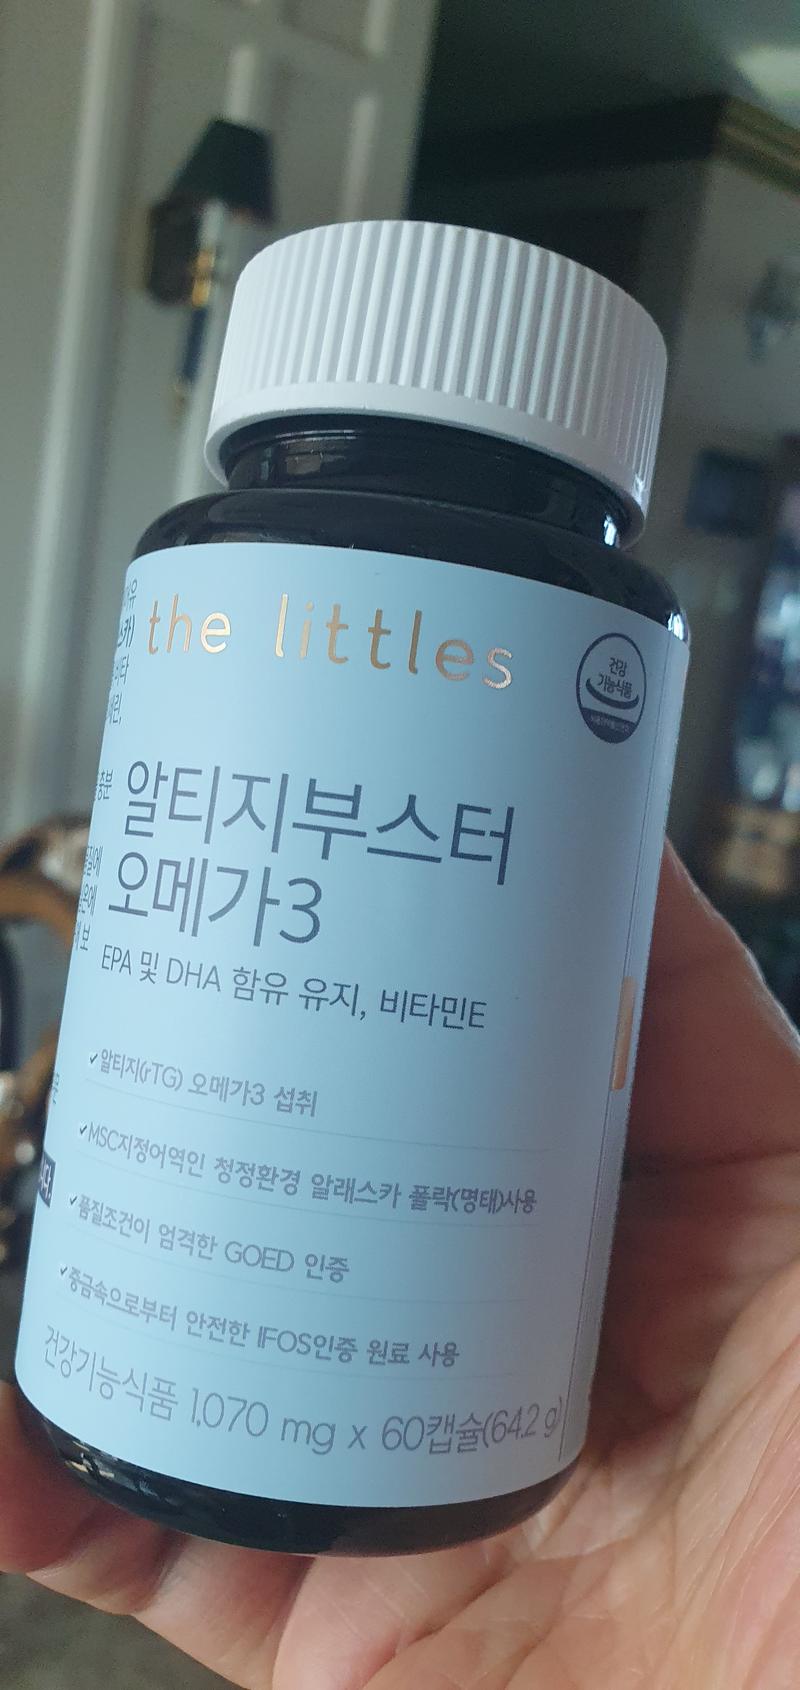 the littles
건강
기능식품
알티지부스터
오메가3
EPA 및 DHA 함유 유지, 비타민E
알티지(rTG) 오메가3 섭취
MSC지정어역인 청정환경 알래스카 폴락(명태)사용
품질조건이 엄격한 GOED 인증
중금속으로부터 안전한 IFOS인증 원료 사용
건강기능식품 1,070 mg x 60캡슐(64.2 g)